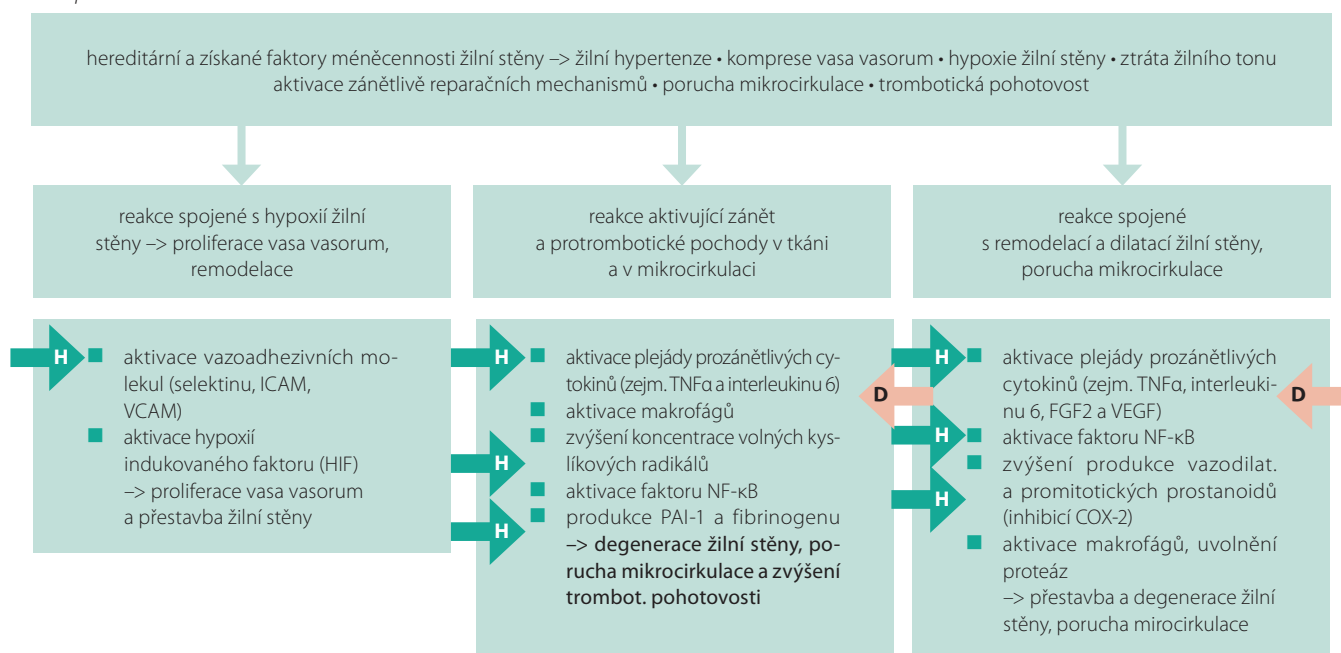 hereditární a získané faktory méněcennosti žilní stěny –> žilní hypertenze • komprese vasa vasorum • hypoxie žilní stěny • ztráta žilního tonu
aktivace zánětlivě reparačních mechanismů • porucha mikrocirkulace • trombotická pohotovost
reakce spojené s hypoxií žilní
stěny –> proliferace vasa vasorum,
remodelace
reakce aktivující zánět
a protrombotické pochody v tkáni
a v mikrocirkulaci
reakce spojené
s remodelací a dilatací žilní stěny,
porucha mikrocirkulace
H
■ aktivace vazoadhezivních mo-
lekul (selektinu, ICAM,
VCAM)
■ aktivace hypoxií
indukovaného faktoru (HIF)
–> proliferace vasa vasorum
a přestavba žilní stěny
H
■ aktivace plejády prozánětlivých cy-
tokinů (zejm. TNFα a interleukinu 6)
D
■ aktivace makrofágů
■ zvýšení koncentrace volných kys-
H
líkových radikálů
■ aktivace faktoru NF-κB
■ produkce PAI-1 a fibrinogenu
H
–> degenerace žilní stěny, po-
rucha mikrocirkulace a zvýšení
trombot. pohotovosti
H
■ aktivace plejády prozánětlivých
cytokinů (zejm. TNFα, interleuki-
D
nu 6, FGF2 a VEGF)
H
■ aktivace faktoru NF-κB
■ zvýšení produkce vazodilat.
H
a promitotických prostanoidů
(inhibicí COX-2)
■ aktivace makrofágů, uvolnění
proteáz
–> přestavba a degenerace žilní
stěny, porucha mirocirkulace